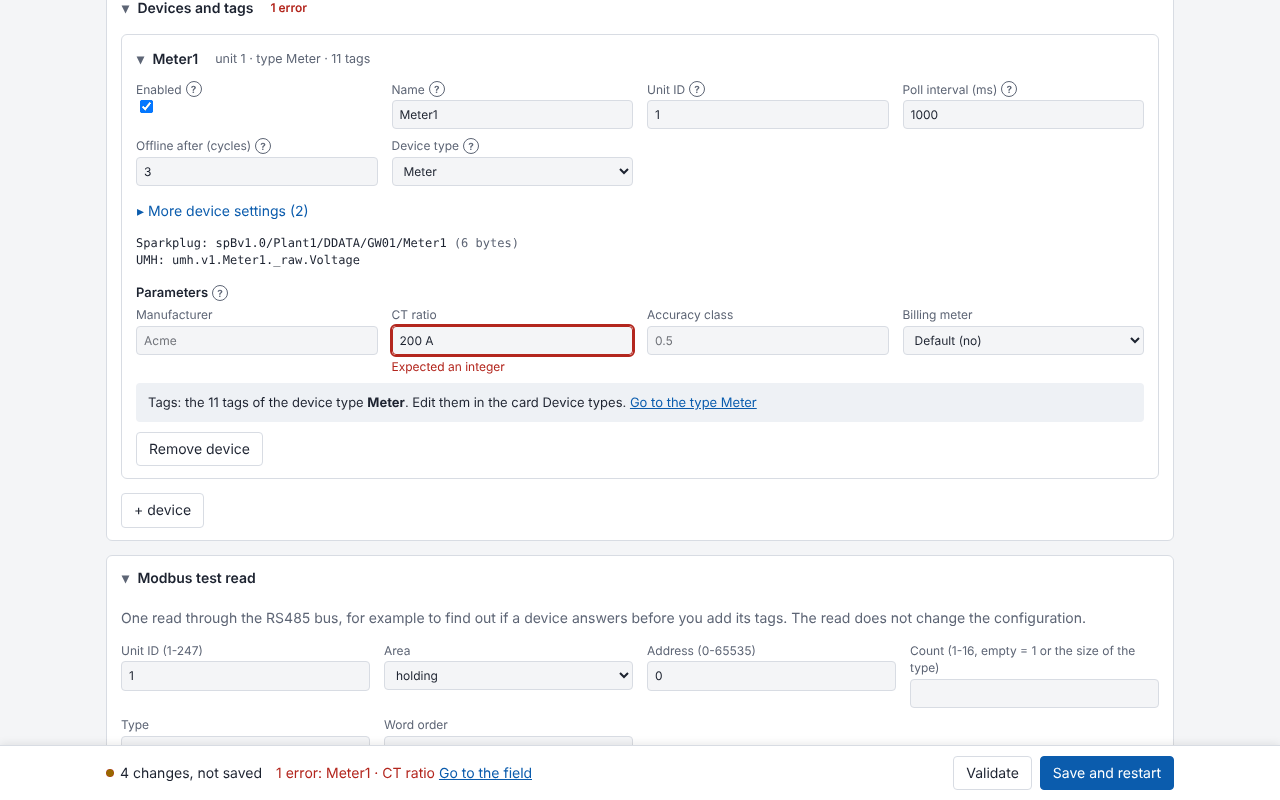 ▼ Devices and tags 1 error
▼ Meter1 unit 1 · type Meter · 11 tags
Enabled ? Name ? Unit ID ? Poll interval (ms) ?
Meter1 1 1000
Offline after (cycles) ? Device type ?
3 Meter
▸ More device settings (2)
Sparkplug: spBv1.0/Plant1/DDATA/GW01/Meter1 (6 bytes)
UMH: umh.v1.Meter1._raw.Voltage
Parameters ?
Manufacturer CT ratio Accuracy class Billing meter
Acme 200 A 0.5 Default (no)
Expected an integer
Tags: the 11 tags of the device type Meter. Edit them in the card Device types. Go to the type Meter
Remove device
+ device
▼ Modbus test read
One read through the RS485 bus, for example to find out if a device answers before you add its tags. The read does not change the configuration.
Unit ID (1-247) Area Address (0-65535) Count (1-16, empty = 1 or the size of the
type)
1 holding 0
Type Word order
4 changes, not saved 1 error: Meter1 · CT ratio Go to the field Validate Save and restart